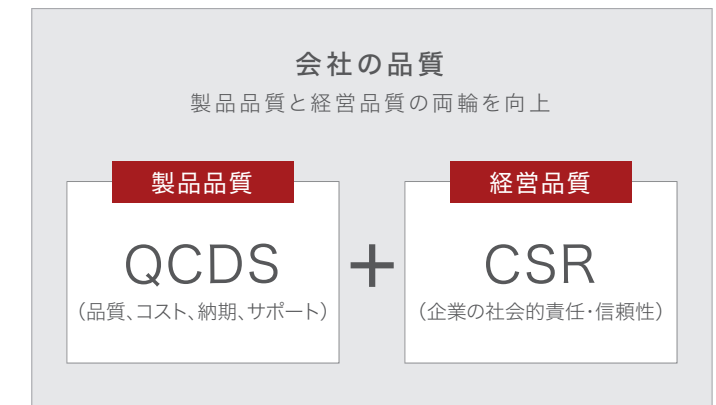 会社の品質
製品品質と経営品質の両輪を向上
製品品質
QCDS
（品質、コスト、納期、サポート）
+
経営品質
CSR
（企業の社会的責任・信頼性）